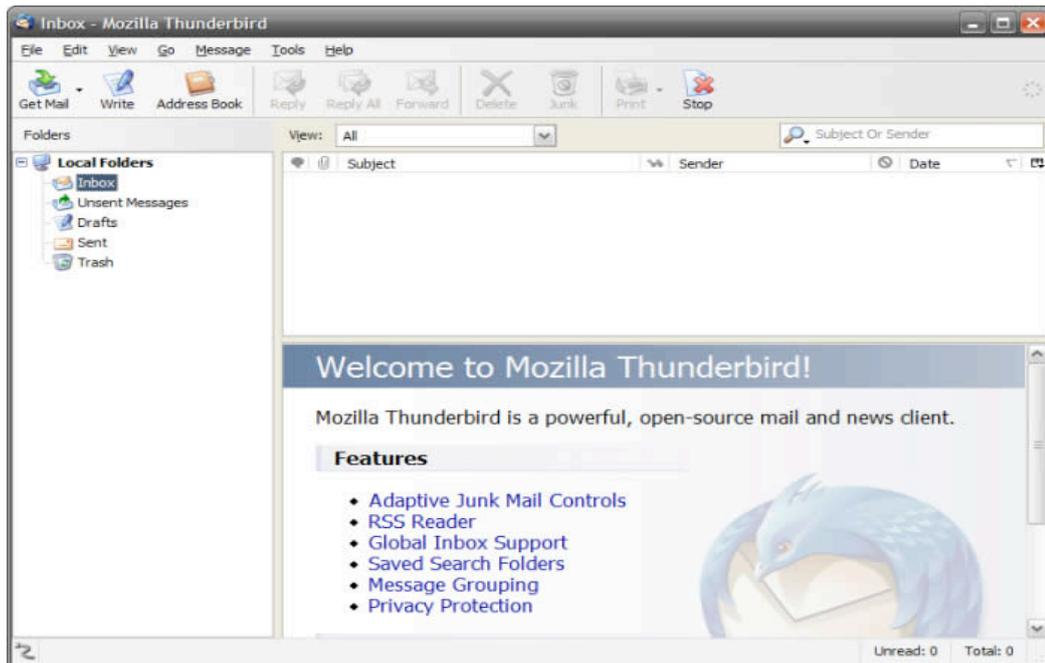 Inbox - Mozilla Thunderbird
File Edit View Go Message Tools Help
Get Mail Write Address Book Reply Reply All Forward Delete Junk Print Stop
Folders View: All Subject Or Sender
Local Folders Subject Sender Date
Inbox
Unsent Messages
Drafts
Sent
Trash
Welcome to Mozilla Thunderbird!
Mozilla Thunderbird is a powerful, open-source mail and news client.
Features
• Adaptive Junk Mail Controls
• RSS Reader
• Global Inbox Support
• Saved Search Folders
• Message Grouping
• Privacy Protection
Unread: 0 Total: 0